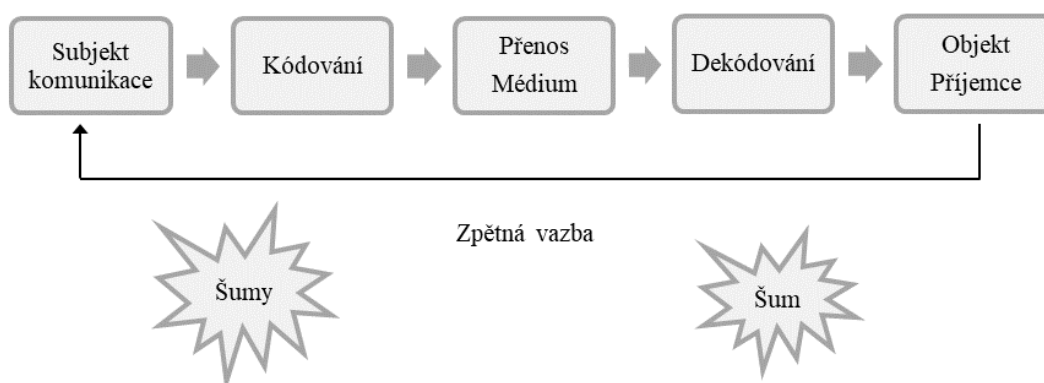 Subjekt
komunikace
Kódování
Přenos
Médium
Dekódování
Objekt
Příjemce
Zpětná vazba
Šumy
Šum